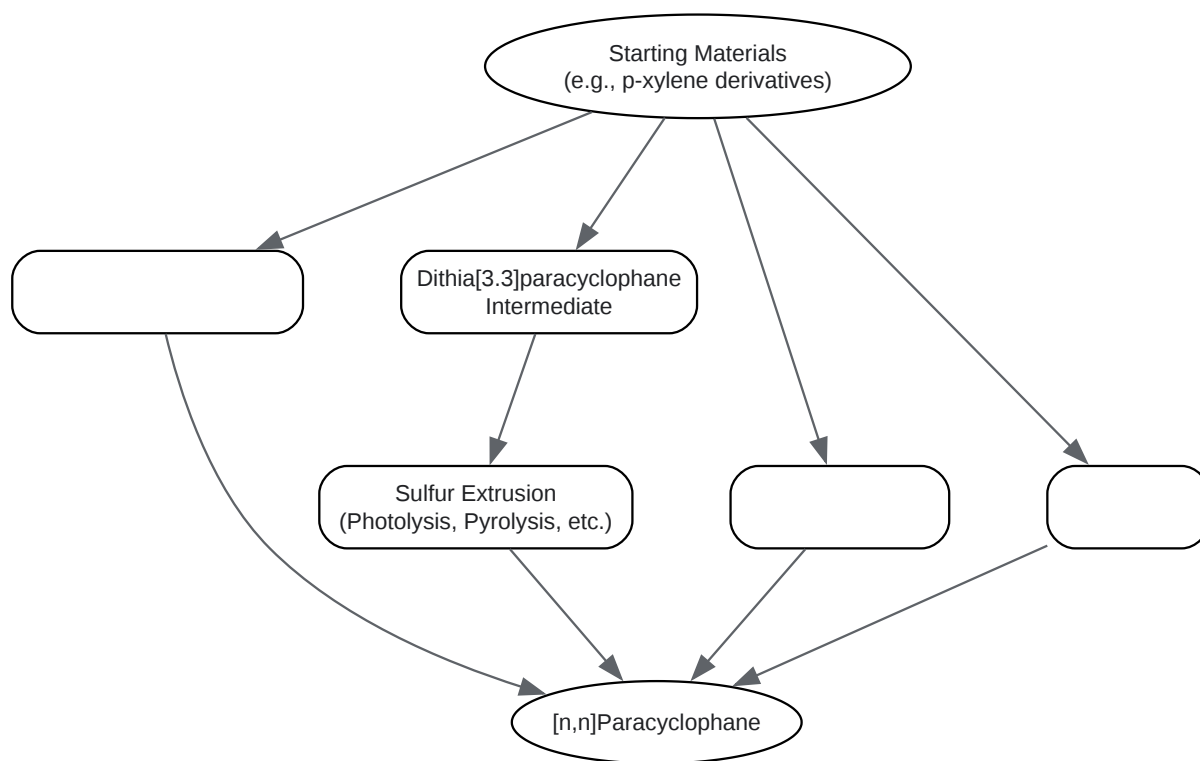 Starting Materials
(e.g., p-xylene derivatives)
Dithia[3.3]paracyclophane
Intermediate
Sulfur Extrusion
(Photolysis, Pyrolysis, etc.)
[n,n]Paracyclophane